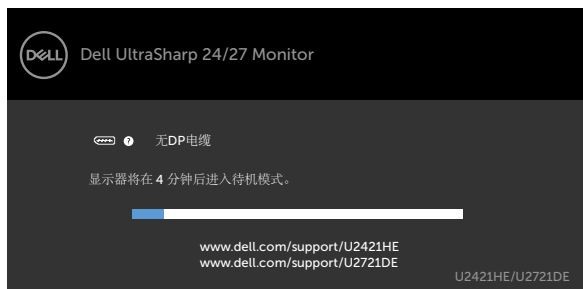 DELL
Dell UltraSharp 24/27 Monitor
? 无DP电缆
显示器将在 4 分钟后进入待机模式。
www.dell.com/support/U2421HE
www.dell.com/support/U2721DE
U2421HE/U2721DE